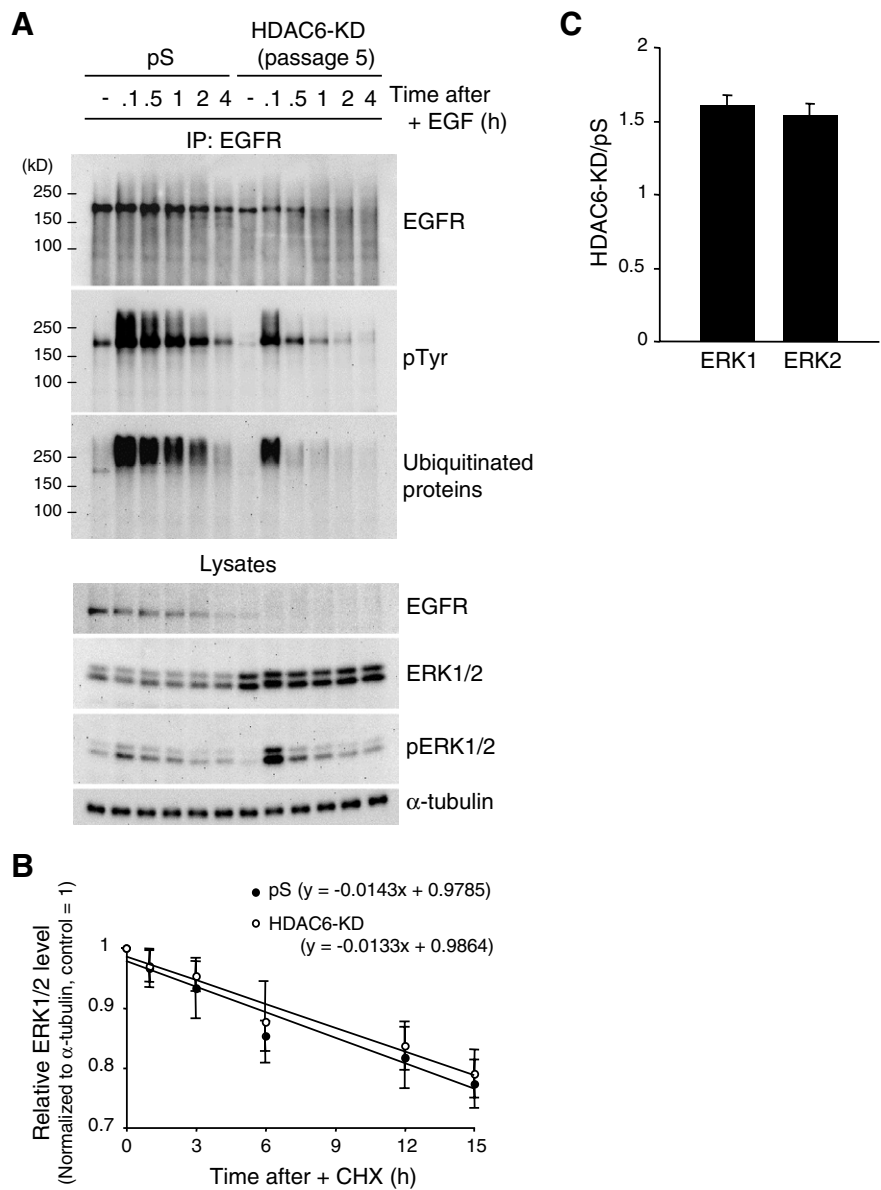 A
pS
HDAC6-KD
(passage 5)
- .1 .5 1 2 4 - .1 .5 1 2 4
Time after
+ EGF (h)
IP: EGFR
(kD)
250
150
100
EGFR
250
150
100
pTyr
250
150
100
Ubiquitinated
proteins
Lysates
EGFR
ERK1/2
pERK1/2
α-tubulin
B
pS (y = -0.0143x + 0.9785)
HDAC6-KD
(y = -0.0133x + 0.9864)
Relative ERK1/2 level
(Normalized to α-tubulin, control = 1)
1
0.9
0.8
0.7
0 3 6 9 12 15
Time after + CHX (h)
C
HDAC6-KD/pS
2
1.5
1
0.5
0
ERK1 ERK2